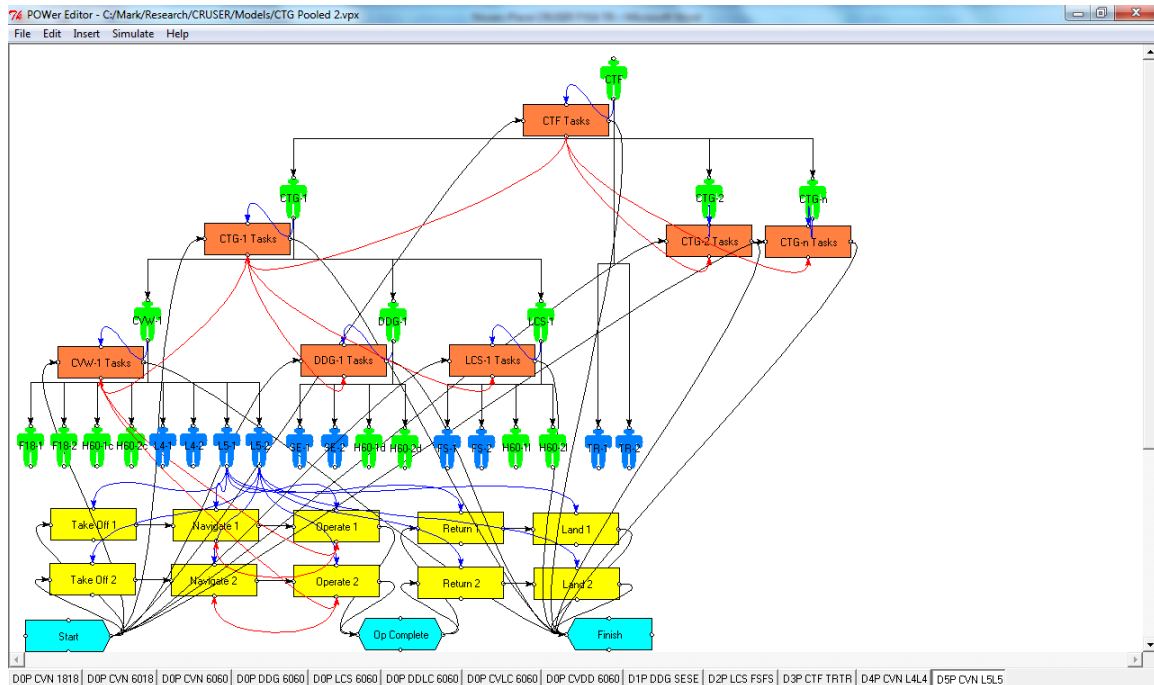 POWer Editor - C:/Mark/Research/CRUSER/Models/CTG Pooled 2.vpx
File Edit Insert Simulate Help
CTF
CTF Tasks
CTG-1 CTG-2 CTG-n
CTG-1 Tasks CTG-2 Tasks CTG-n Tasks
CVW-1 DDG-1 LCS-1
CVW-1 Tasks DDG-1 Tasks LCS-1 Tasks
F18-1 F18-2 H60-1c H60-2c L4-1 L4-2 L5-1 L5-2 SE-1 SE-2 H60-1d H60-2d FS-1 FS-2 H60-1l H60-2l TR-1 TR-2
Take Off 1 Navigate 1 Operate 1 Return 1 Land 1
Take Off 2 Navigate 2 Operate 2 Return 2 Land 2
Start Op Complete Finish
D0P CVN 1818 D0P CVN 6018 D0P CVN 6060 D0P DDG 6060 D0P LCS 6060 D0P DDLC 6060 D0P CVLC 6060 D0P CVDD 6060 D1P DDG SESE D2P LCS FSFS D3P CTF TRTR D4P CVN L4L4 D5P CVN L5L5